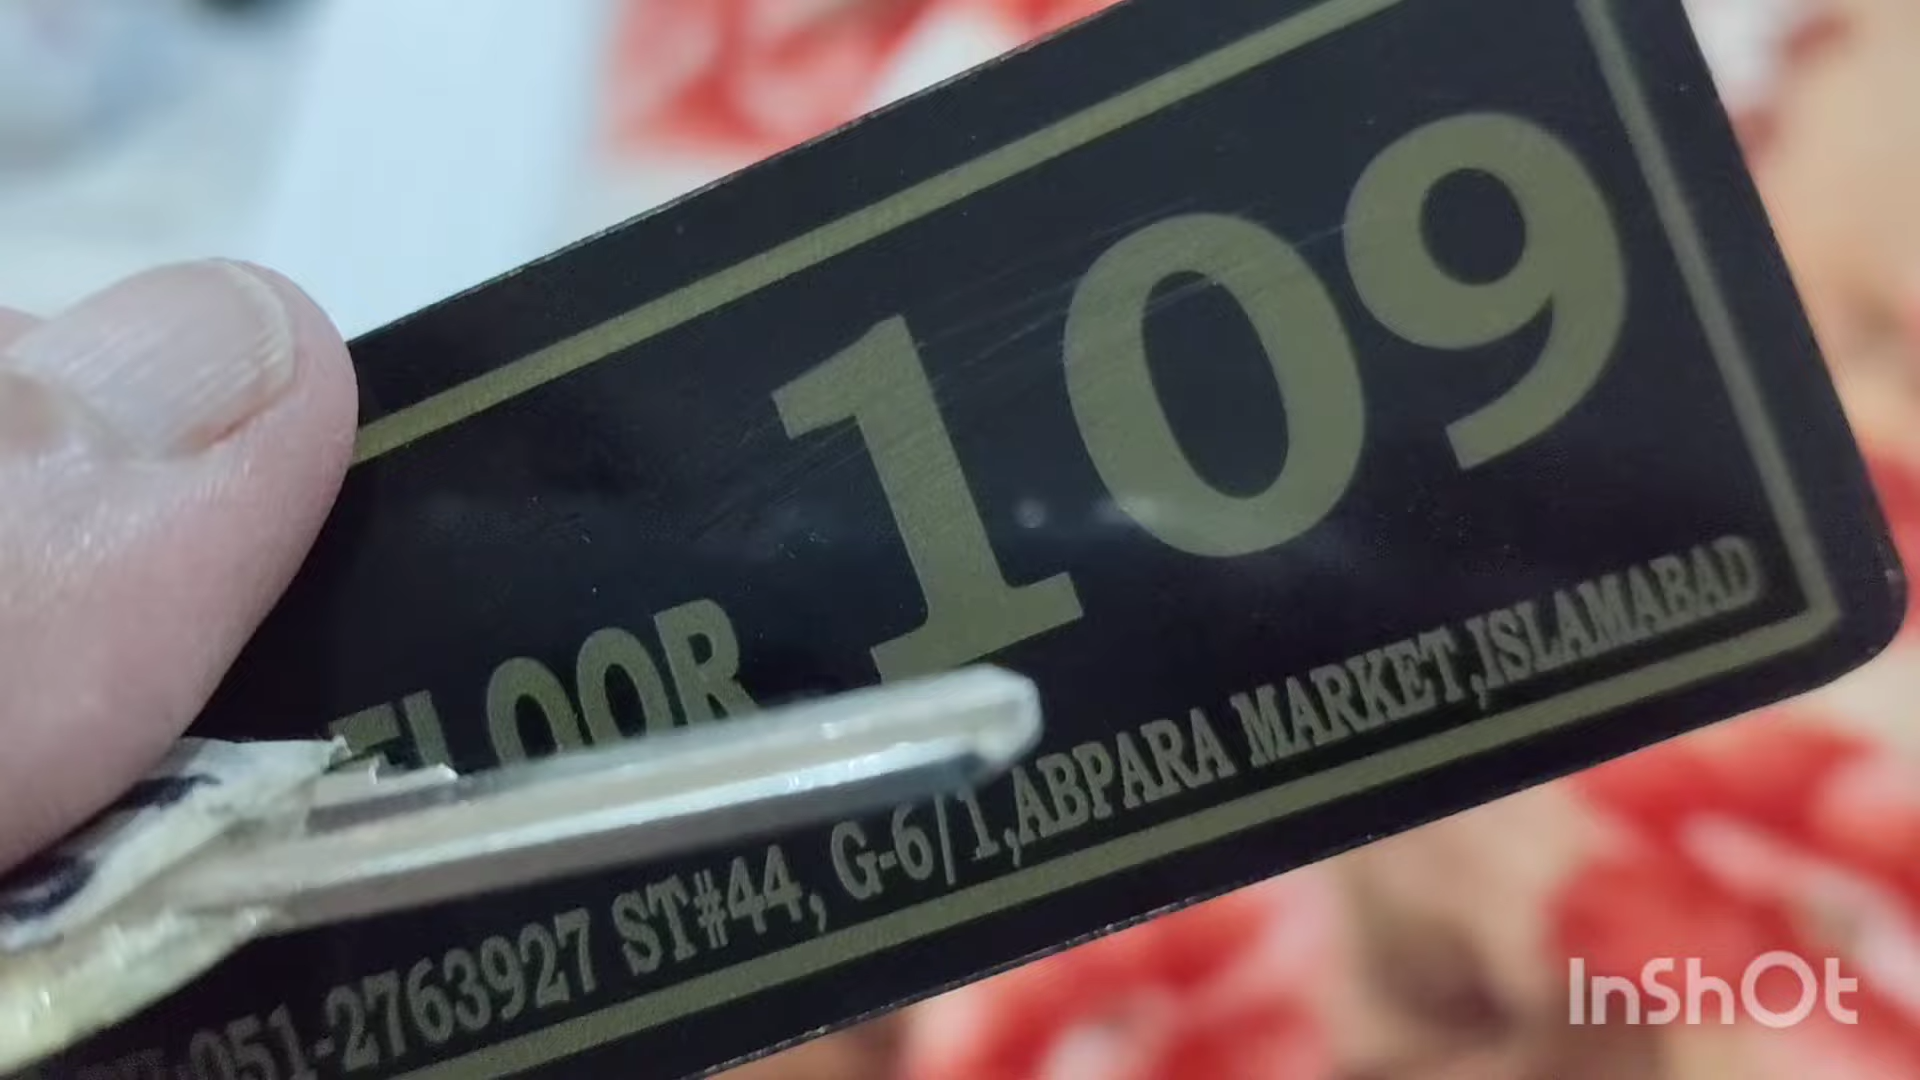 FLOOR 109
051-2763927 ST#44, G-6/1,ABPARA MARKET,ISLAMABAD
InShOt